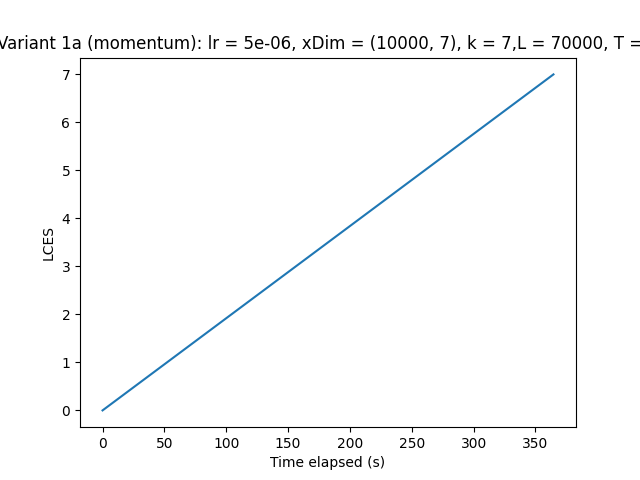 Variant 1a (momentum): lr = 5e-06, xDim = (10000, 7), k = 7,L = 70000, T =
7
6
5
4
3
2
1
0
LCES
0 50 100 150 200 250 300 350
Time elapsed (s)